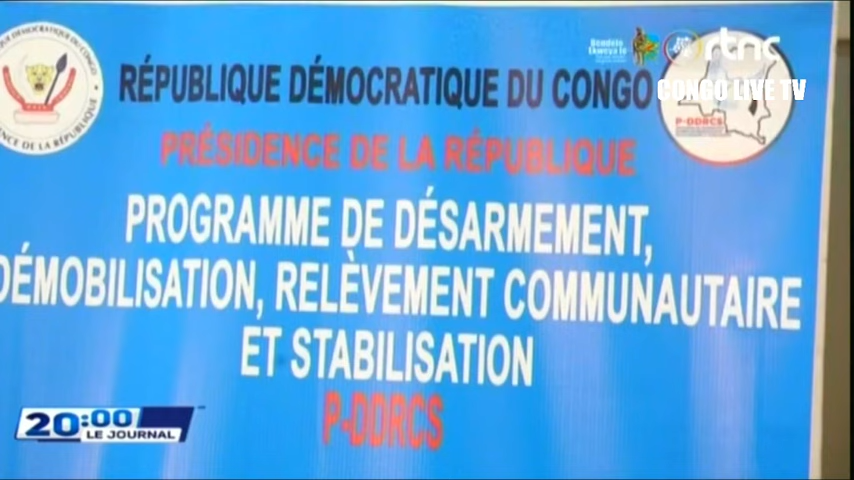 RÉPUBLIQUE DÉMOCRATIQUE DU CONGO
PRÉSIDENCE DE LA RÉPUBLIQUE
PROGRAMME DE DÉSARMEMENT,
DÉMOBILISATION, RELÈVEMENT COMMUNAUTAIRE
ET STABILISATION
P-DDRCS
rtnc
CONGO LIVE TV
P-DDRCS
20:00
LE JOURNAL